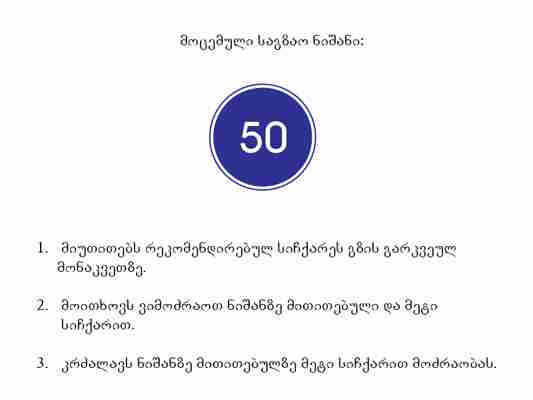 მოცემული საგზაო ნიშანი:
50
1. მიუთითებს რეკომენდირებულ სიჩქარეს გზის გარკვეულ
მონაკვეთზე.
2. მოითხოვს ვიმოძრაოთ ნიშანზე მითითებული და მეტი
სიჩქარით.
3. კრძალავს ნიშანზე მითითებულზე მეტი სიჩქარით მოძრაობას.